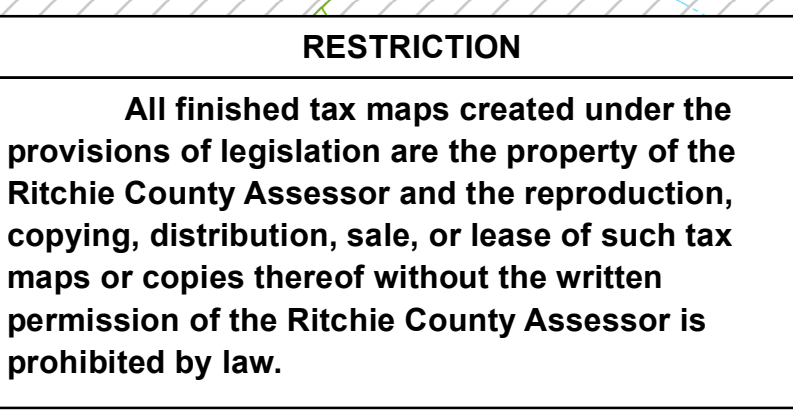 RESTRICTION
All finished tax maps created under the
provisions of legislation are the property of the
Ritchie County Assessor and the reproduction,
copying, distribution, sale, or lease of such tax
maps or copies thereof without the written
permission of the Ritchie County Assessor is
prohibited by law.